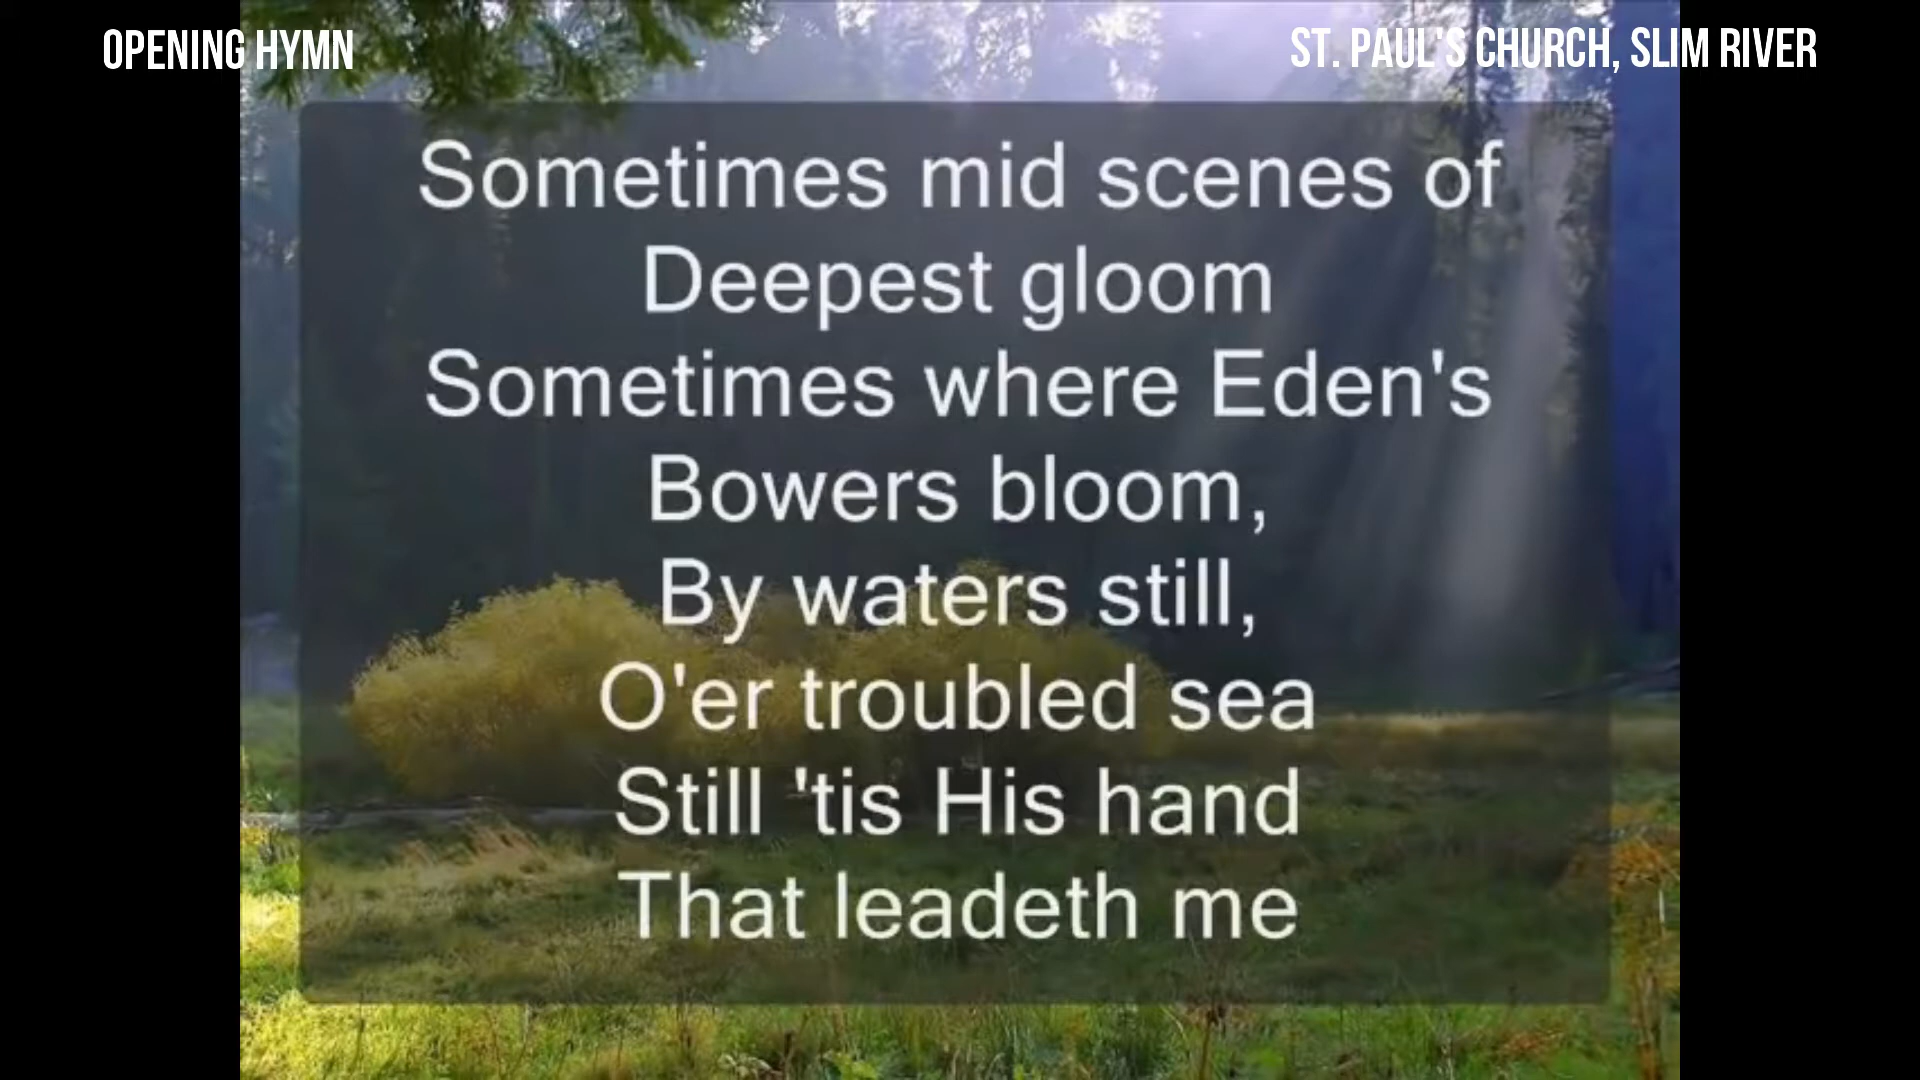 OPENING HYMN
ST. PAUL'S CHURCH, SLIM RIVER
Sometimes mid scenes of
Deepest gloom
Sometimes where Eden's
Bowers bloom,
By waters still,
O'er troubled sea
Still 'tis His hand
That leadeth me